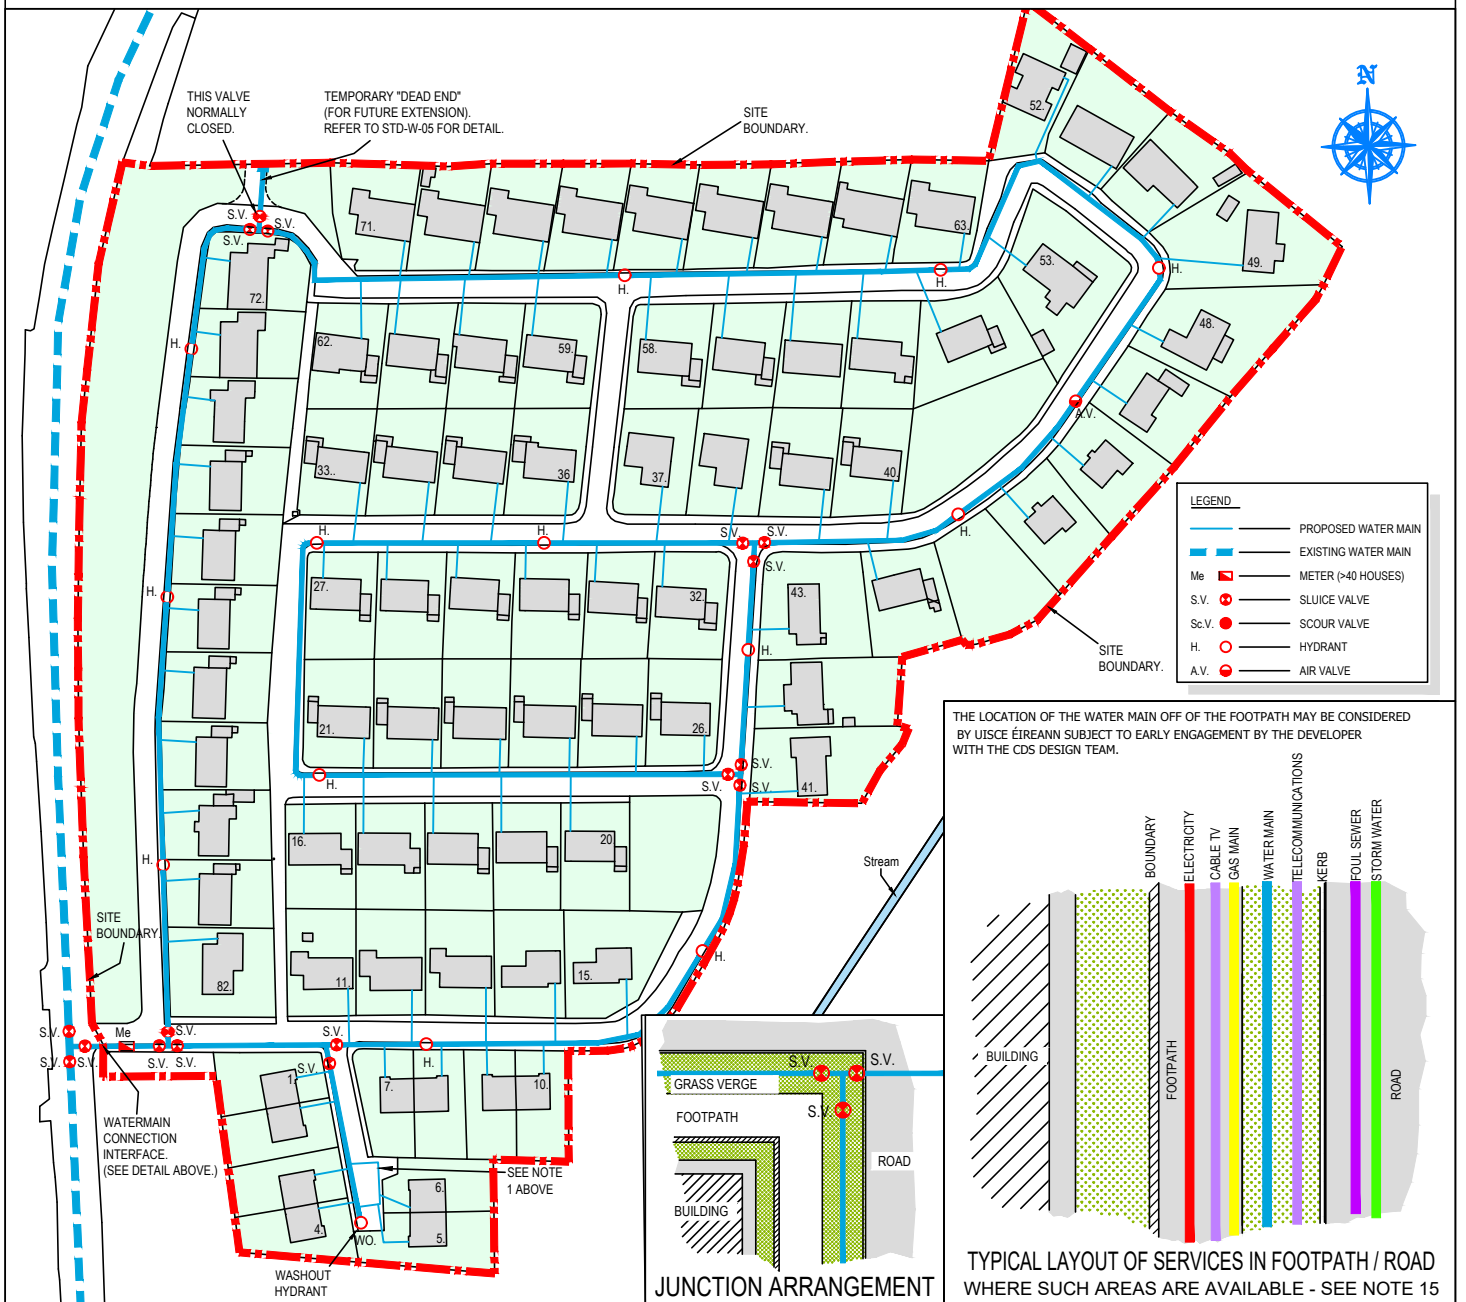 THIS VALVE
NORMALLY
CLOSED.
TEMPORARY "DEAD END"
(FOR FUTURE EXTENSION).
REFER TO STD-W-05 FOR DETAIL.
SITE
BOUNDARY.
N
52.
S.V.
S.V.
S.V.
71.
63.
53.
49.
H.
H.
H.
72.
48.
H.
62.
59.
58.
A.V.
33..
36
37.
40.
H.
H.
S.V.
S.V.
H.
S.V.
27.
32.
43.
H.
H.
SITE
BOUNDARY.
21.
26.
S.V.
S.V.
S.V.
41.
H.
16.
20.
H.
Stream
SITE
BOUNDARY.
82.
11.
15.
H.
S.V.
Me
S.V.
S.V.
H.
S.V.
S.V.
S.V.
S.V.
S.V.
1.
7.
10.
WATERMAIN
CONNECTION
INTERFACE.
(SEE DETAIL ABOVE.)
SEE NOTE
1 ABOVE
6.
4.
5.
WO.
WASHOUT
HYDRANT
LEGEND
PROPOSED WATER MAIN
EXISTING WATER MAIN
Me METER (>40 HOUSES)
S.V. SLUICE VALVE
Sc.V. SCOUR VALVE
H. HYDRANT
A.V. AIR VALVE
THE LOCATION OF THE WATER MAIN OFF OF THE FOOTPATH MAY BE CONSIDERED
BY UISCE ÉIREANN SUBJECT TO EARLY ENGAGEMENT BY THE DEVELOPER
WITH THE CDS DESIGN TEAM.
BOUNDARY
ELECTRICITY
CABLE TV
GAS MAIN
WATER MAIN
TELECOMMUNICATIONS
KERB
FOUL SEWER
STORM WATER
BUILDING
FOOTPATH
ROAD
TYPICAL LAYOUT OF SERVICES IN FOOTPATH / ROAD
WHERE SUCH AREAS ARE AVAILABLE - SEE NOTE 15
S.V.
S.V.
GRASS VERGE
S.V.
FOOTPATH
ROAD
BUILDING
JUNCTION ARRANGEMENT